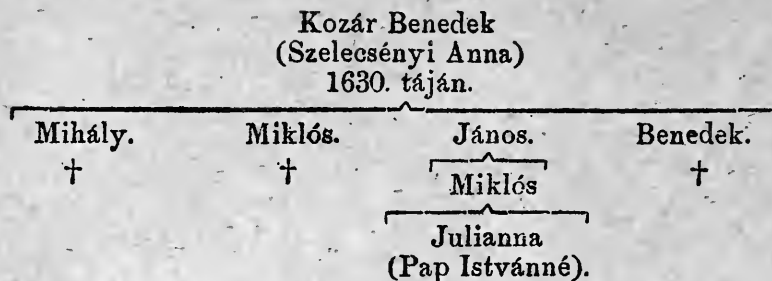 Kozár Benedek
(Szelecsényi Anna)
1630. táján.
Mihály. Miklós. János. Benedek.
† † †
Miklós
Julianna
(Pap Istvánné).